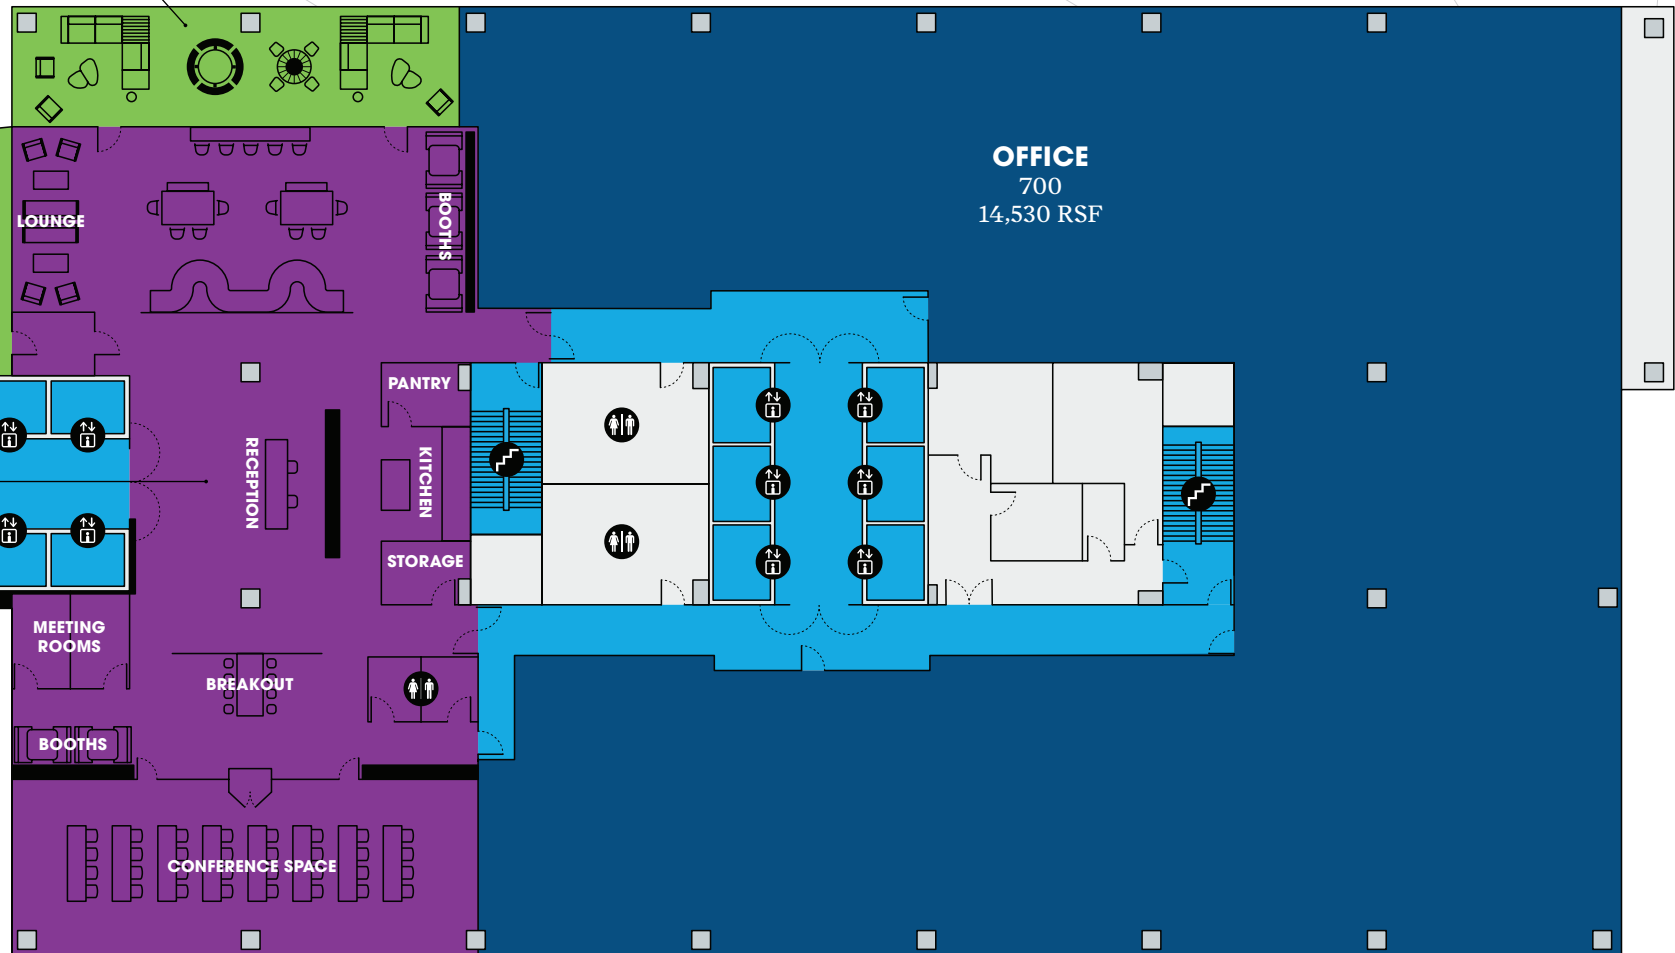 OFFICE
700
14,530 RSF
LOUNGE
BOOTHS
PANTRY
RECEPTION
KITCHEN
STORAGE
MEETING
ROOMS
BREAKOUT
BOOTHS
CONFERENCE SPACE